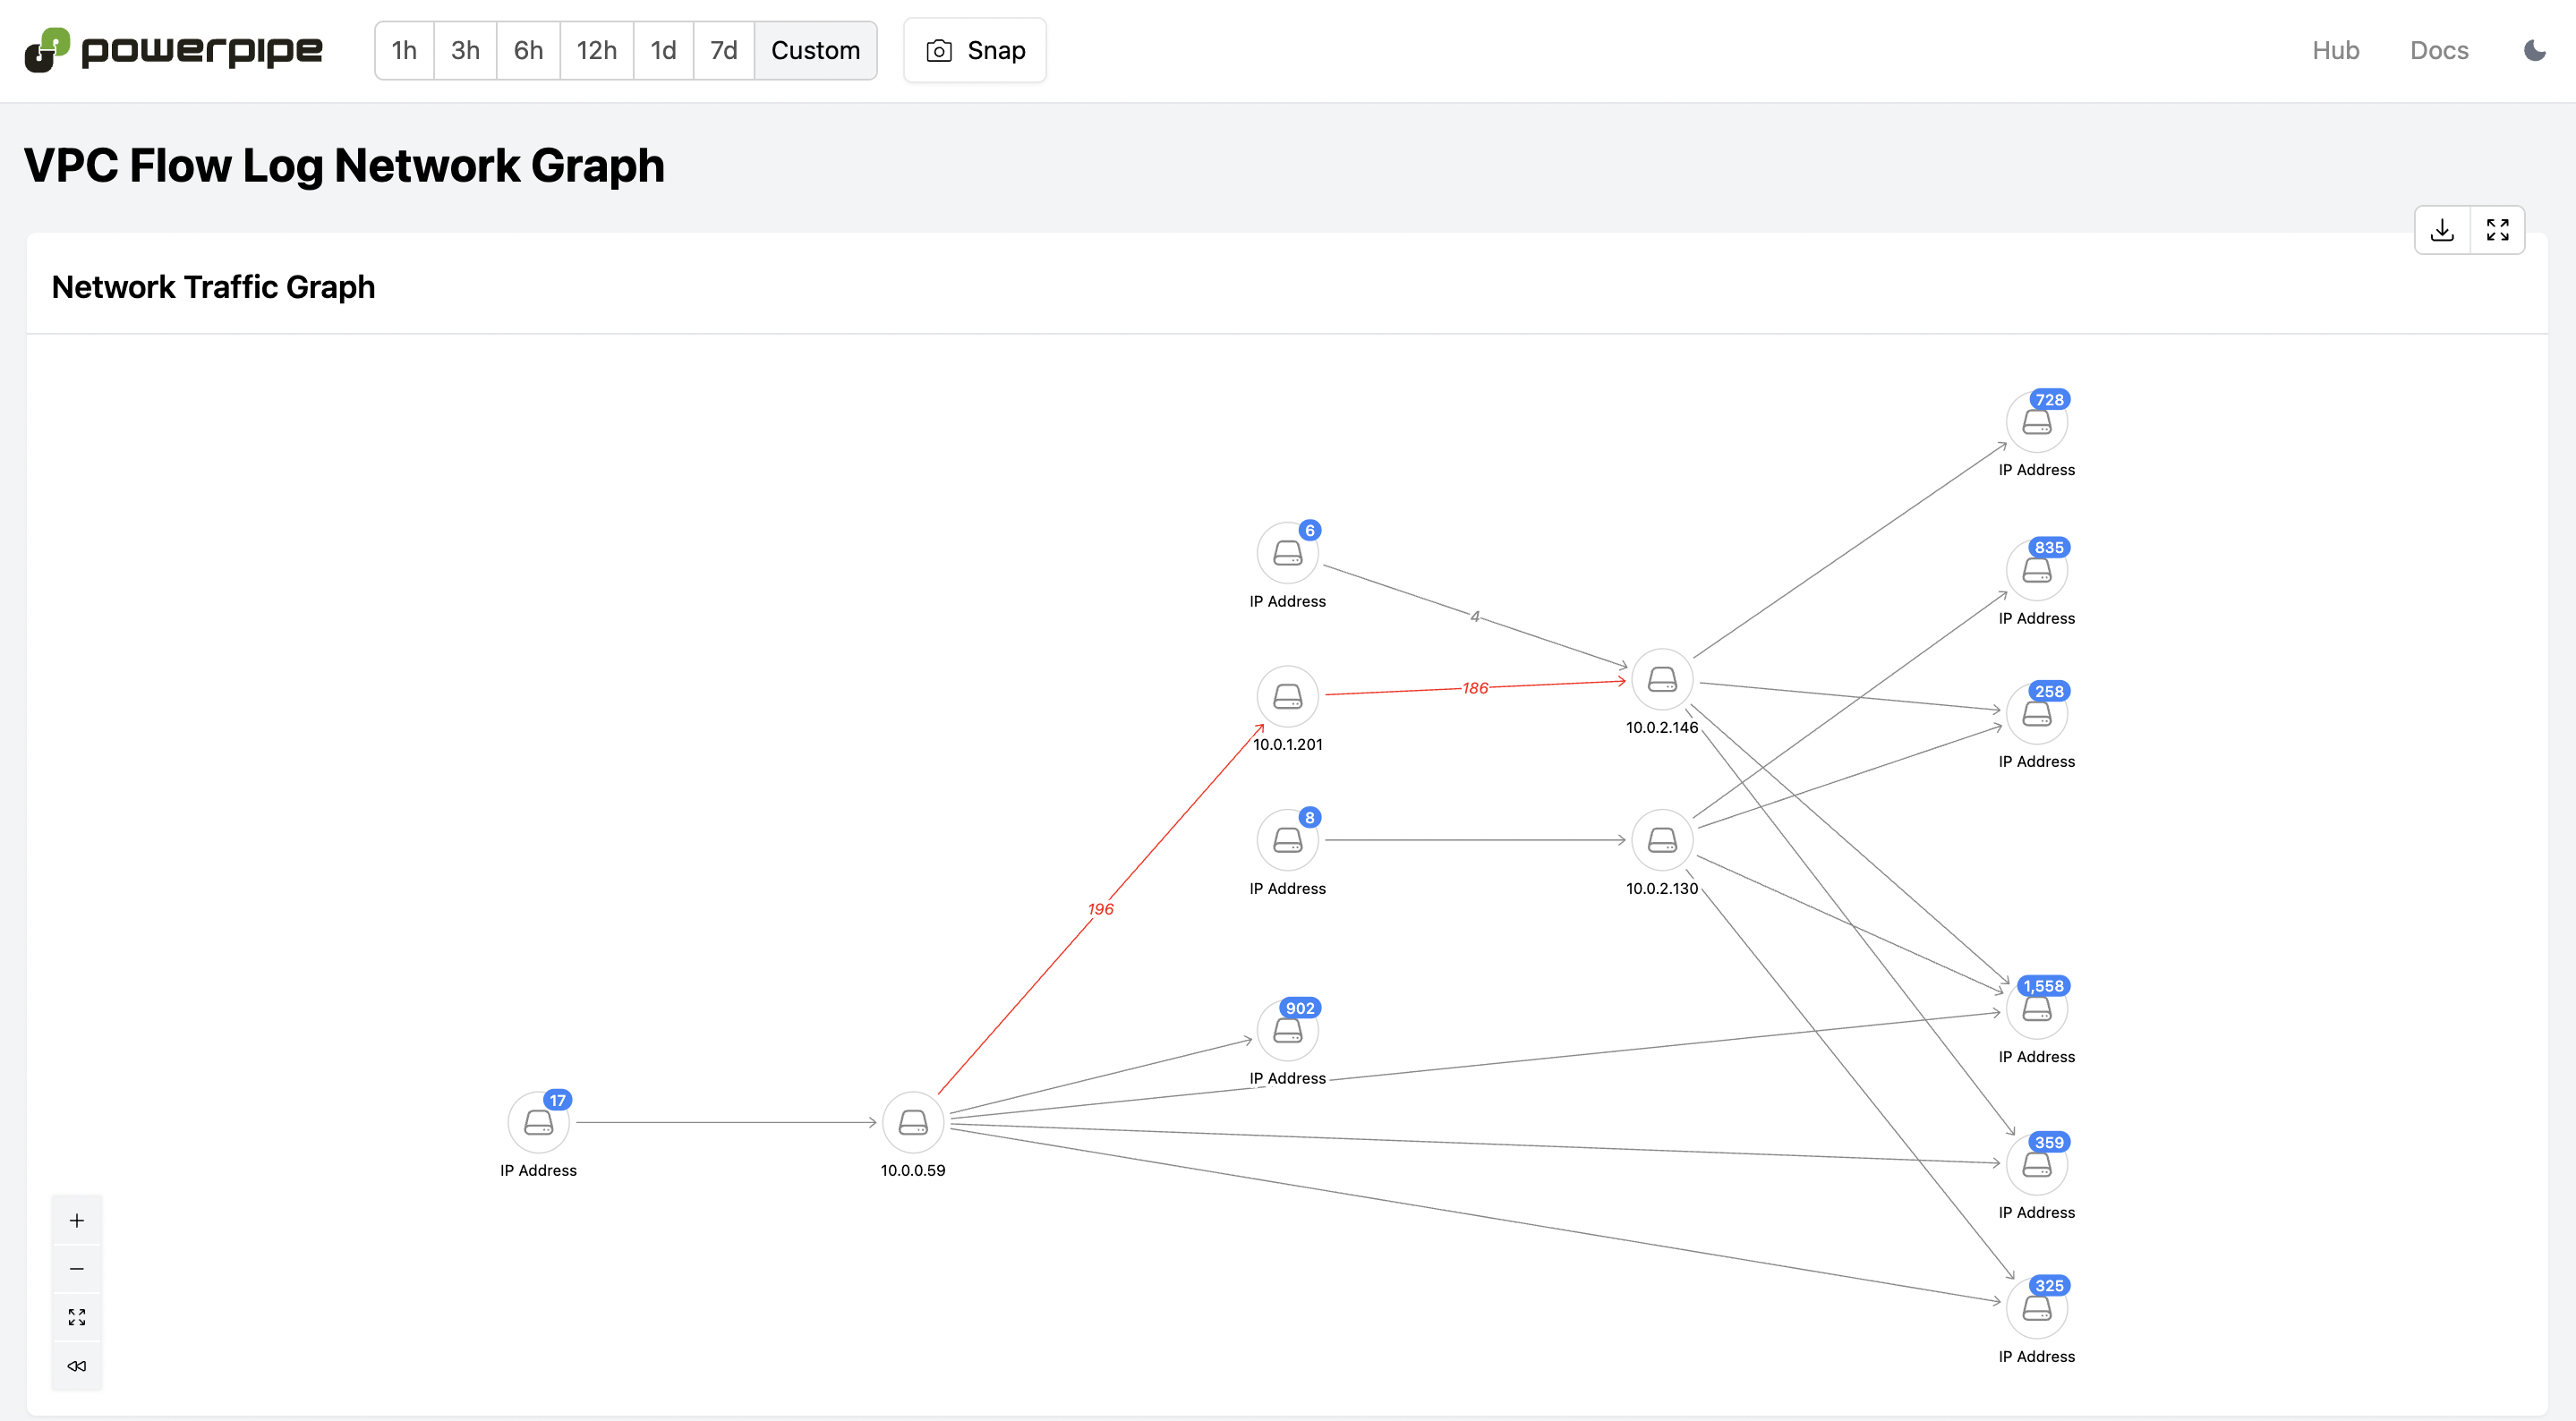 powerpipe
1h 3h 6h 12h 1d 7d Custom
Snap
Hub Docs
VPC Flow Log Network Graph
Network Traffic Graph
728
IP Address
6
IP Address
835
IP Address
4
186
10.0.1.201
10.0.2.146
258
IP Address
8
IP Address
10.0.2.130
196
902
IP Address
1,558
IP Address
17
IP Address
10.0.0.59
359
IP Address
325
IP Address